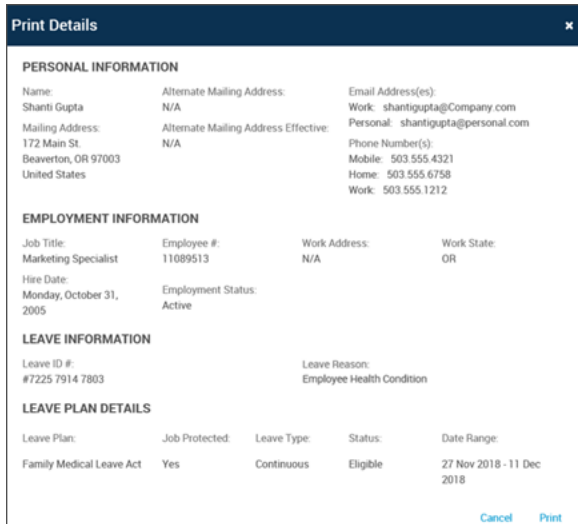 Print Details ×
PERSONAL INFORMATION
Name:
Shanti Gupta
Mailing Address:
172 Main St.
Beaverton, OR 97003
United States
Alternate Mailing Address:
N/A
Alternate Mailing Address Effective:
N/A
Email Address(es):
Work: shantigupta@Company.com
Personal: shantigupta@personal.com
Phone Number(s):
Mobile: 503.555.4321
Home: 503.555.6758
Work: 503.555.1212
EMPLOYMENT INFORMATION
Job Title:
Marketing Specialist
Hire Date:
Monday, October 31,
2005
Employee #:
11089513
Employment Status:
Active
Work Address:
N/A
Work State:
OR
LEAVE INFORMATION
Leave ID #:
#7225 7914 7803
Leave Reason:
Employee Health Condition
LEAVE PLAN DETAILS
Leave Plan: Job Protected: Leave Type: Status: Date Range:
Family Medical Leave Act Yes Continuous Eligible 27 Nov 2018 - 11 Dec
2018
Cancel Print